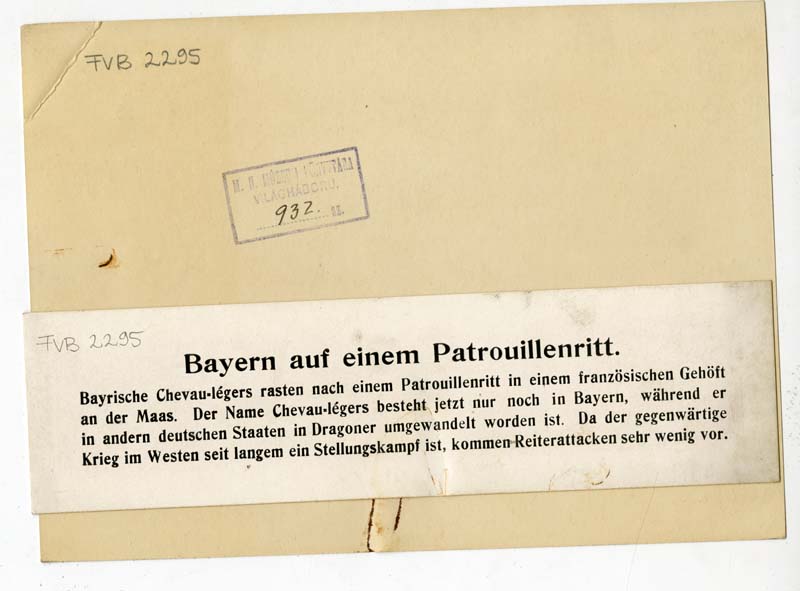 FVB 2295
VILÁGHÁBORU.
932. sz.
FVB 2295
Bayern auf einem Patrouillenritt.
Bayrische Chevau-légers rasten nach einem Patrouillenritt in einem französischen Gehöft
an der Maas. Der Name Chevau-légers besteht jetzt nur noch in Bayern, während er
in andern deutschen Staaten in Dragoner umgewandelt worden ist. Da der gegenwärtige
Krieg im Westen seit langem ein Stellungskampf ist, kommen Reiterattacken sehr wenig vor.